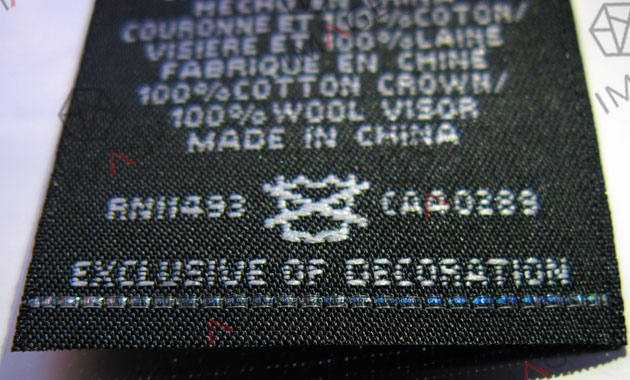 COURONNE ET 100% COTON/
VISIERE ET 100% LAINE
FABRIQUE EN CHINE
100% COTTON CROWN/
100% WOOL VISOR
MADE IN CHINA
RN11493 CA40389
EXCLUSIVE OF DECORATION